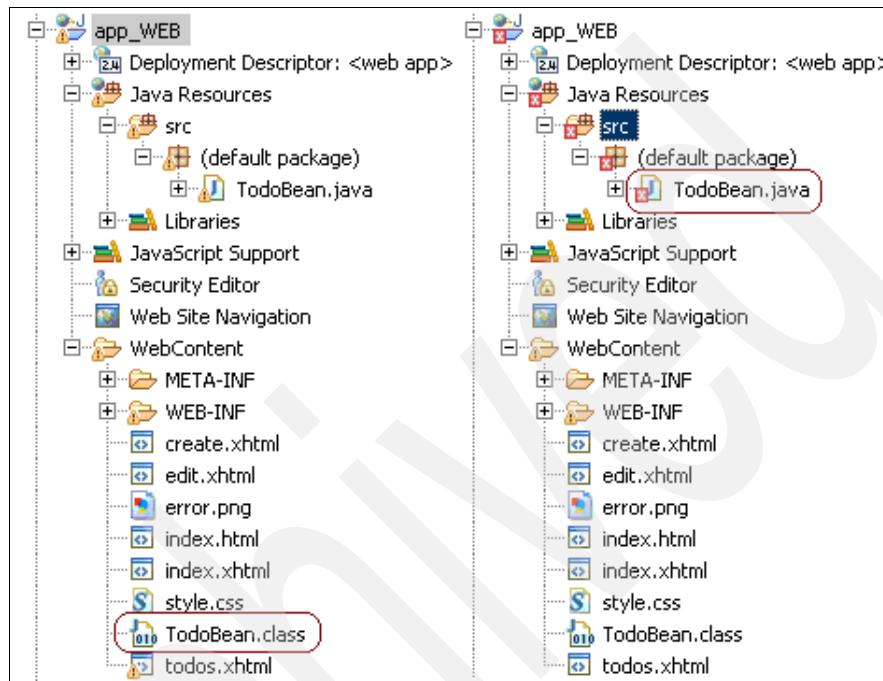 app_WEB
Deployment Descriptor: <web app>
Java Resources
src
(default package)
TodoBean.java
Libraries
JavaScript Support
Security Editor
Web Site Navigation
WebContent
META-INF
WEB-INF
create.xhtml
edit.xhtml
error.png
index.html
index.xhtml
style.css
TodoBean.class
todos.xhtml
app_WEB
Deployment Descriptor: <web app>
Java Resources
src
(default package)
TodoBean.java
Libraries
JavaScript Support
Security Editor
Web Site Navigation
WebContent
META-INF
WEB-INF
create.xhtml
edit.xhtml
error.png
index.html
index.xhtml
style.css
TodoBean.class
todos.xhtml